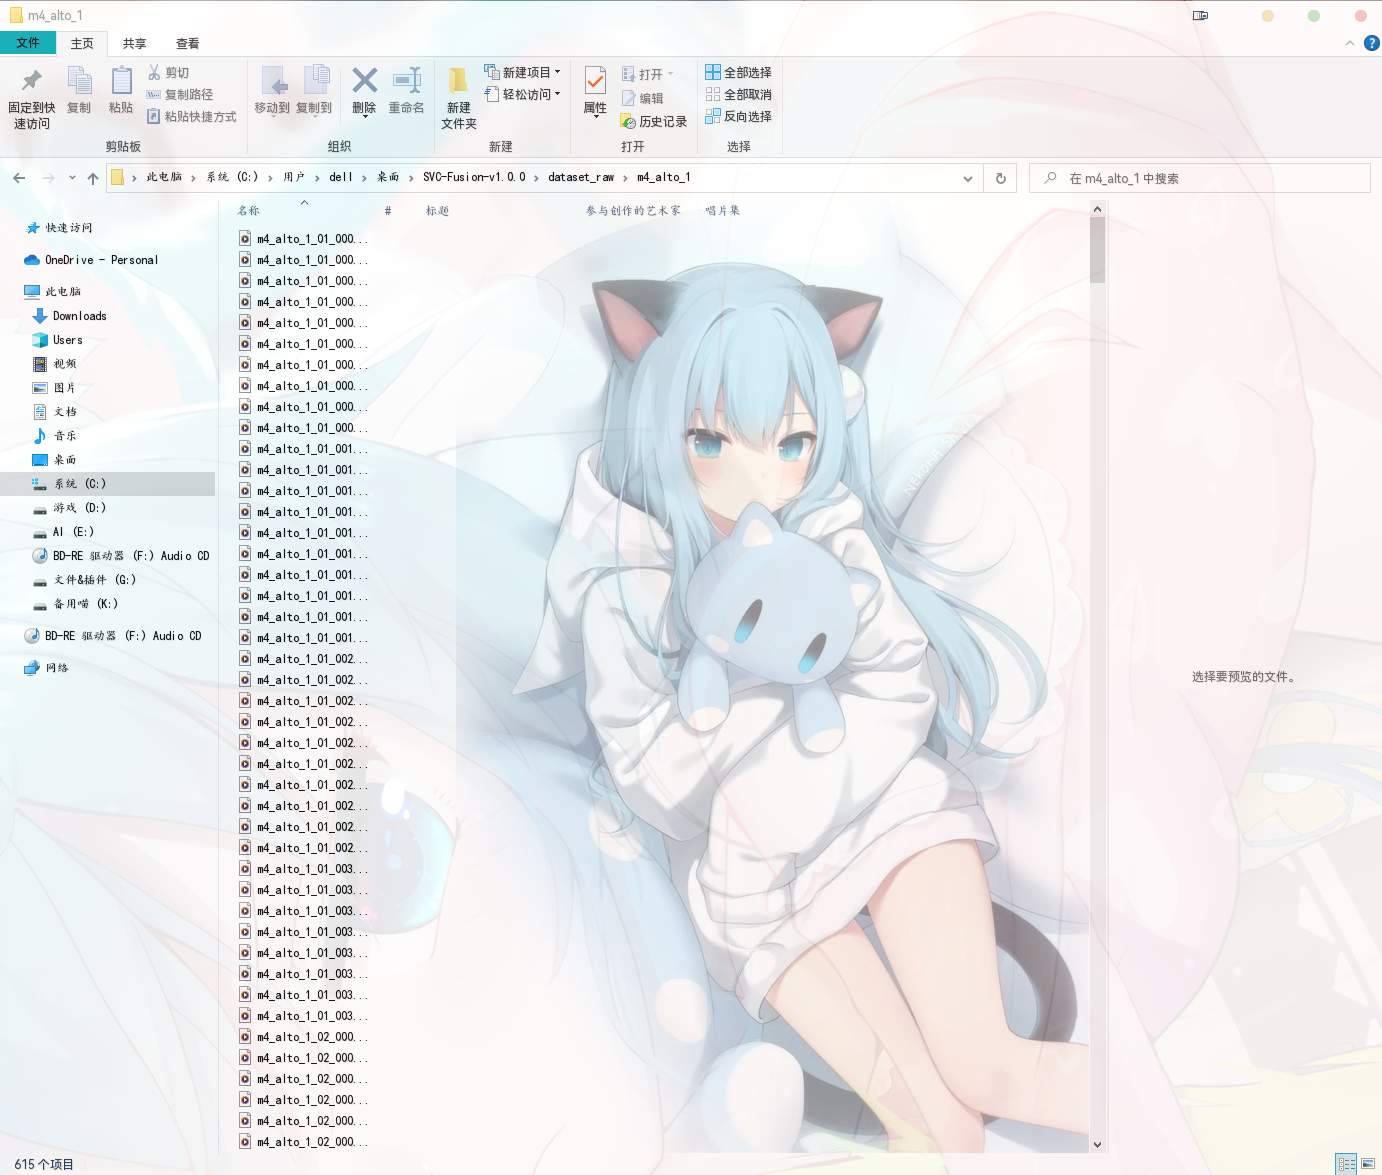 m4_alto_1
文件 主页 共享 查看
固定到快速访问
复制
粘贴
剪切
复制路径
粘贴快捷方式
剪贴板
移动到
复制到
删除
重命名
组织
新建文件夹
新建项目
轻松访问
新建
属性
打开
编辑
历史记录
打开
全部选择
全部取消
反向选择
选择
此电脑 › 系统 (C:) › 用户 › dell › 桌面 › SVC-Fusion-v1.0.0 › dataset_raw › m4_alto_1
在 m4_alto_1 中搜索
快速访问
OneDrive - Personal
此电脑
Downloads
Users
视频
图片
文档
音乐
桌面
系统 (C:)
游戏 (D:)
AI (E:)
BD-RE 驱动器 (F:) Audio CD
文件&插件 (G:)
备用喵 (K:)
BD-RE 驱动器 (F:) Audio CD
网络
名称 # 标题 参与创作的艺术家 唱片集
m4_alto_1_01_000...
m4_alto_1_01_000...
m4_alto_1_01_000...
m4_alto_1_01_000...
m4_alto_1_01_000...
m4_alto_1_01_000...
m4_alto_1_01_000...
m4_alto_1_01_000...
m4_alto_1_01_000...
m4_alto_1_01_000...
m4_alto_1_01_001...
m4_alto_1_01_001...
m4_alto_1_01_001...
m4_alto_1_01_001...
m4_alto_1_01_001...
m4_alto_1_01_001...
m4_alto_1_01_001...
m4_alto_1_01_001...
m4_alto_1_01_001...
m4_alto_1_01_001...
m4_alto_1_01_002...
m4_alto_1_01_002...
m4_alto_1_01_002...
m4_alto_1_01_002...
m4_alto_1_01_002...
m4_alto_1_01_002...
m4_alto_1_01_002...
m4_alto_1_01_002...
m4_alto_1_01_002...
m4_alto_1_01_002...
m4_alto_1_01_003...
m4_alto_1_01_003...
m4_alto_1_01_003...
m4_alto_1_01_003...
m4_alto_1_01_003...
m4_alto_1_01_003...
m4_alto_1_01_003...
m4_alto_1_01_003...
m4_alto_1_02_000...
m4_alto_1_02_000...
m4_alto_1_02_000...
m4_alto_1_02_000...
m4_alto_1_02_000...
m4_alto_1_02_000...
选择要预览的文件。
615 个项目